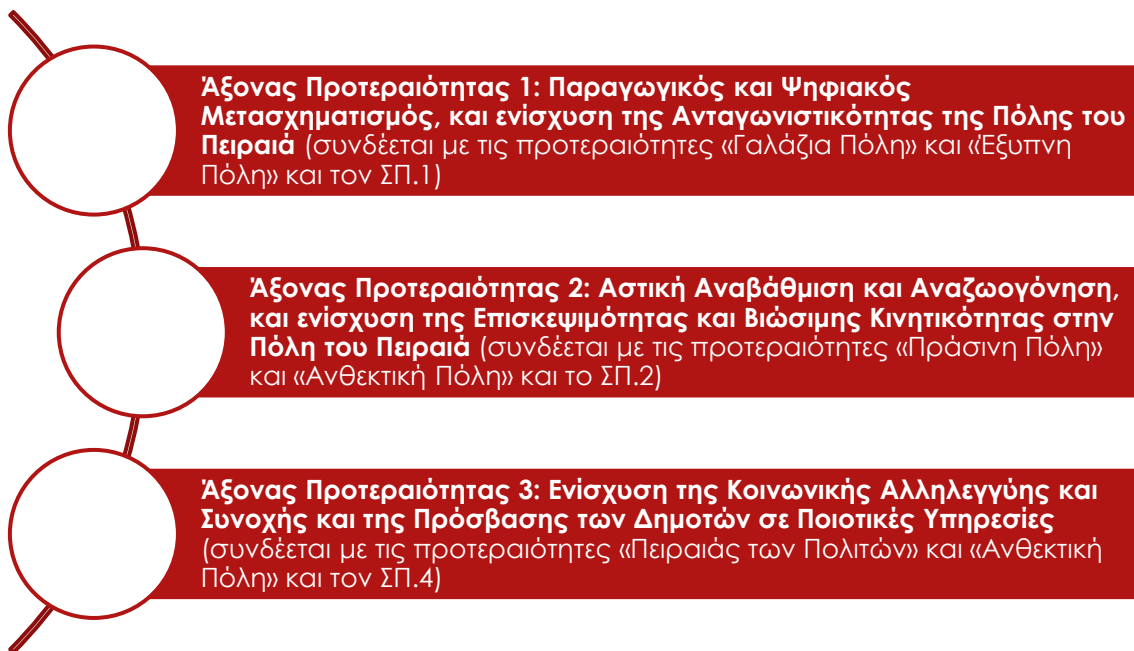 Άξονας Προτεραιότητας 1: Παραγωγικός και Ψηφιακός
Μετασχηματισμός, και ενίσχυση της Ανταγωνιστικότητας της Πόλης του
Πειραιά (συνδέεται με τις προτεραιότητες «Γαλάζια Πόλη» και «Έξυπνη
Πόλη» και τον ΣΠ.1)
Άξονας Προτεραιότητας 2: Αστική Αναβάθμιση και Αναζωογόνηση,
και ενίσχυση της Επισκεψιμότητας και Βιώσιμης Κινητικότητας στην
Πόλη του Πειραιά (συνδέεται με τις προτεραιότητες «Πράσινη Πόλη»
και «Ανθεκτική Πόλη» και το ΣΠ.2)
Άξονας Προτεραιότητας 3: Ενίσχυση της Κοινωνικής Αλληλεγγύης και
Συνοχής και της Πρόσβασης των Δημοτών σε Ποιοτικές Υπηρεσίες
(συνδέεται με τις προτεραιότητες «Πειραιάς των Πολιτών» και «Ανθεκτική
Πόλη» και τον ΣΠ.4)